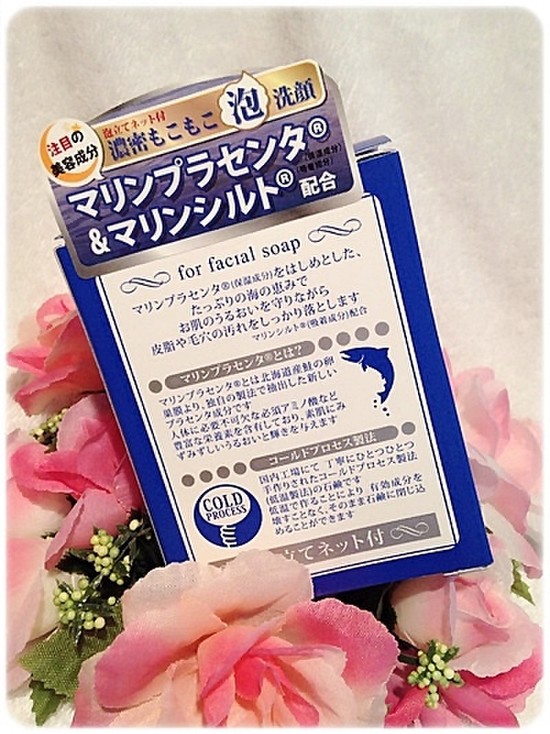 注目の
美容成分
泡立てネット付
濃密もこもこ泡洗顔
マリンプラセンタ®
(保湿成分)
&マリンシルト®
(吸着成分)
配合
for facial soap
マリンプラセンタ®(保湿成分)をはじめとした、
たっぷりの海の恵みで
お肌のうるおいを守りながら
皮脂や毛穴の汚れをしっかり落とします
マリンシルト®(吸着成分)配合
マリンプラセンタ®とは?
マリンプラセンタ®とは北海道産鮭の卵
巣膜より、独自の製法で抽出した新しい
プラセンタ成分です
人体に必要不可欠な必須アミノ酸など
豊富な栄養素を含有しており、素肌にみ
ずみずしいうるおいと輝きを与えます
コールドプロセス製法
COLD
PROCESS
国内工場にて 丁寧にひとつひとつ
手作りされたコールドプロセス製法
(低温製法)の石鹸です
低温で作ることにより 有効成分を
壊すことなく、そのまま石鹸に閉じ込
めることができます
立てネット付